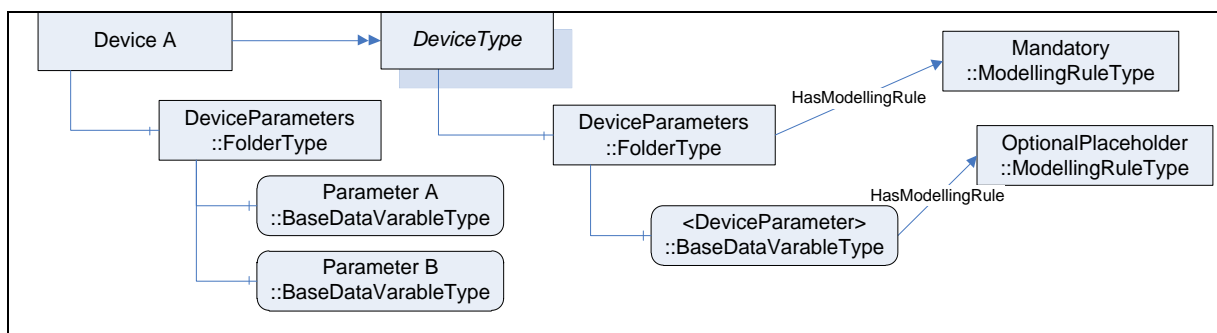 Device A
DeviceType
Mandatory
::ModellingRuleType
HasModellingRule
DeviceParameters
::FolderType
DeviceParameters
::FolderType
OptionalPlaceholder
::ModellingRuleType
HasModellingRule
Parameter A
::BaseDataVarableType
<DeviceParameter>
::BaseDataVarableType
Parameter B
::BaseDataVarableType